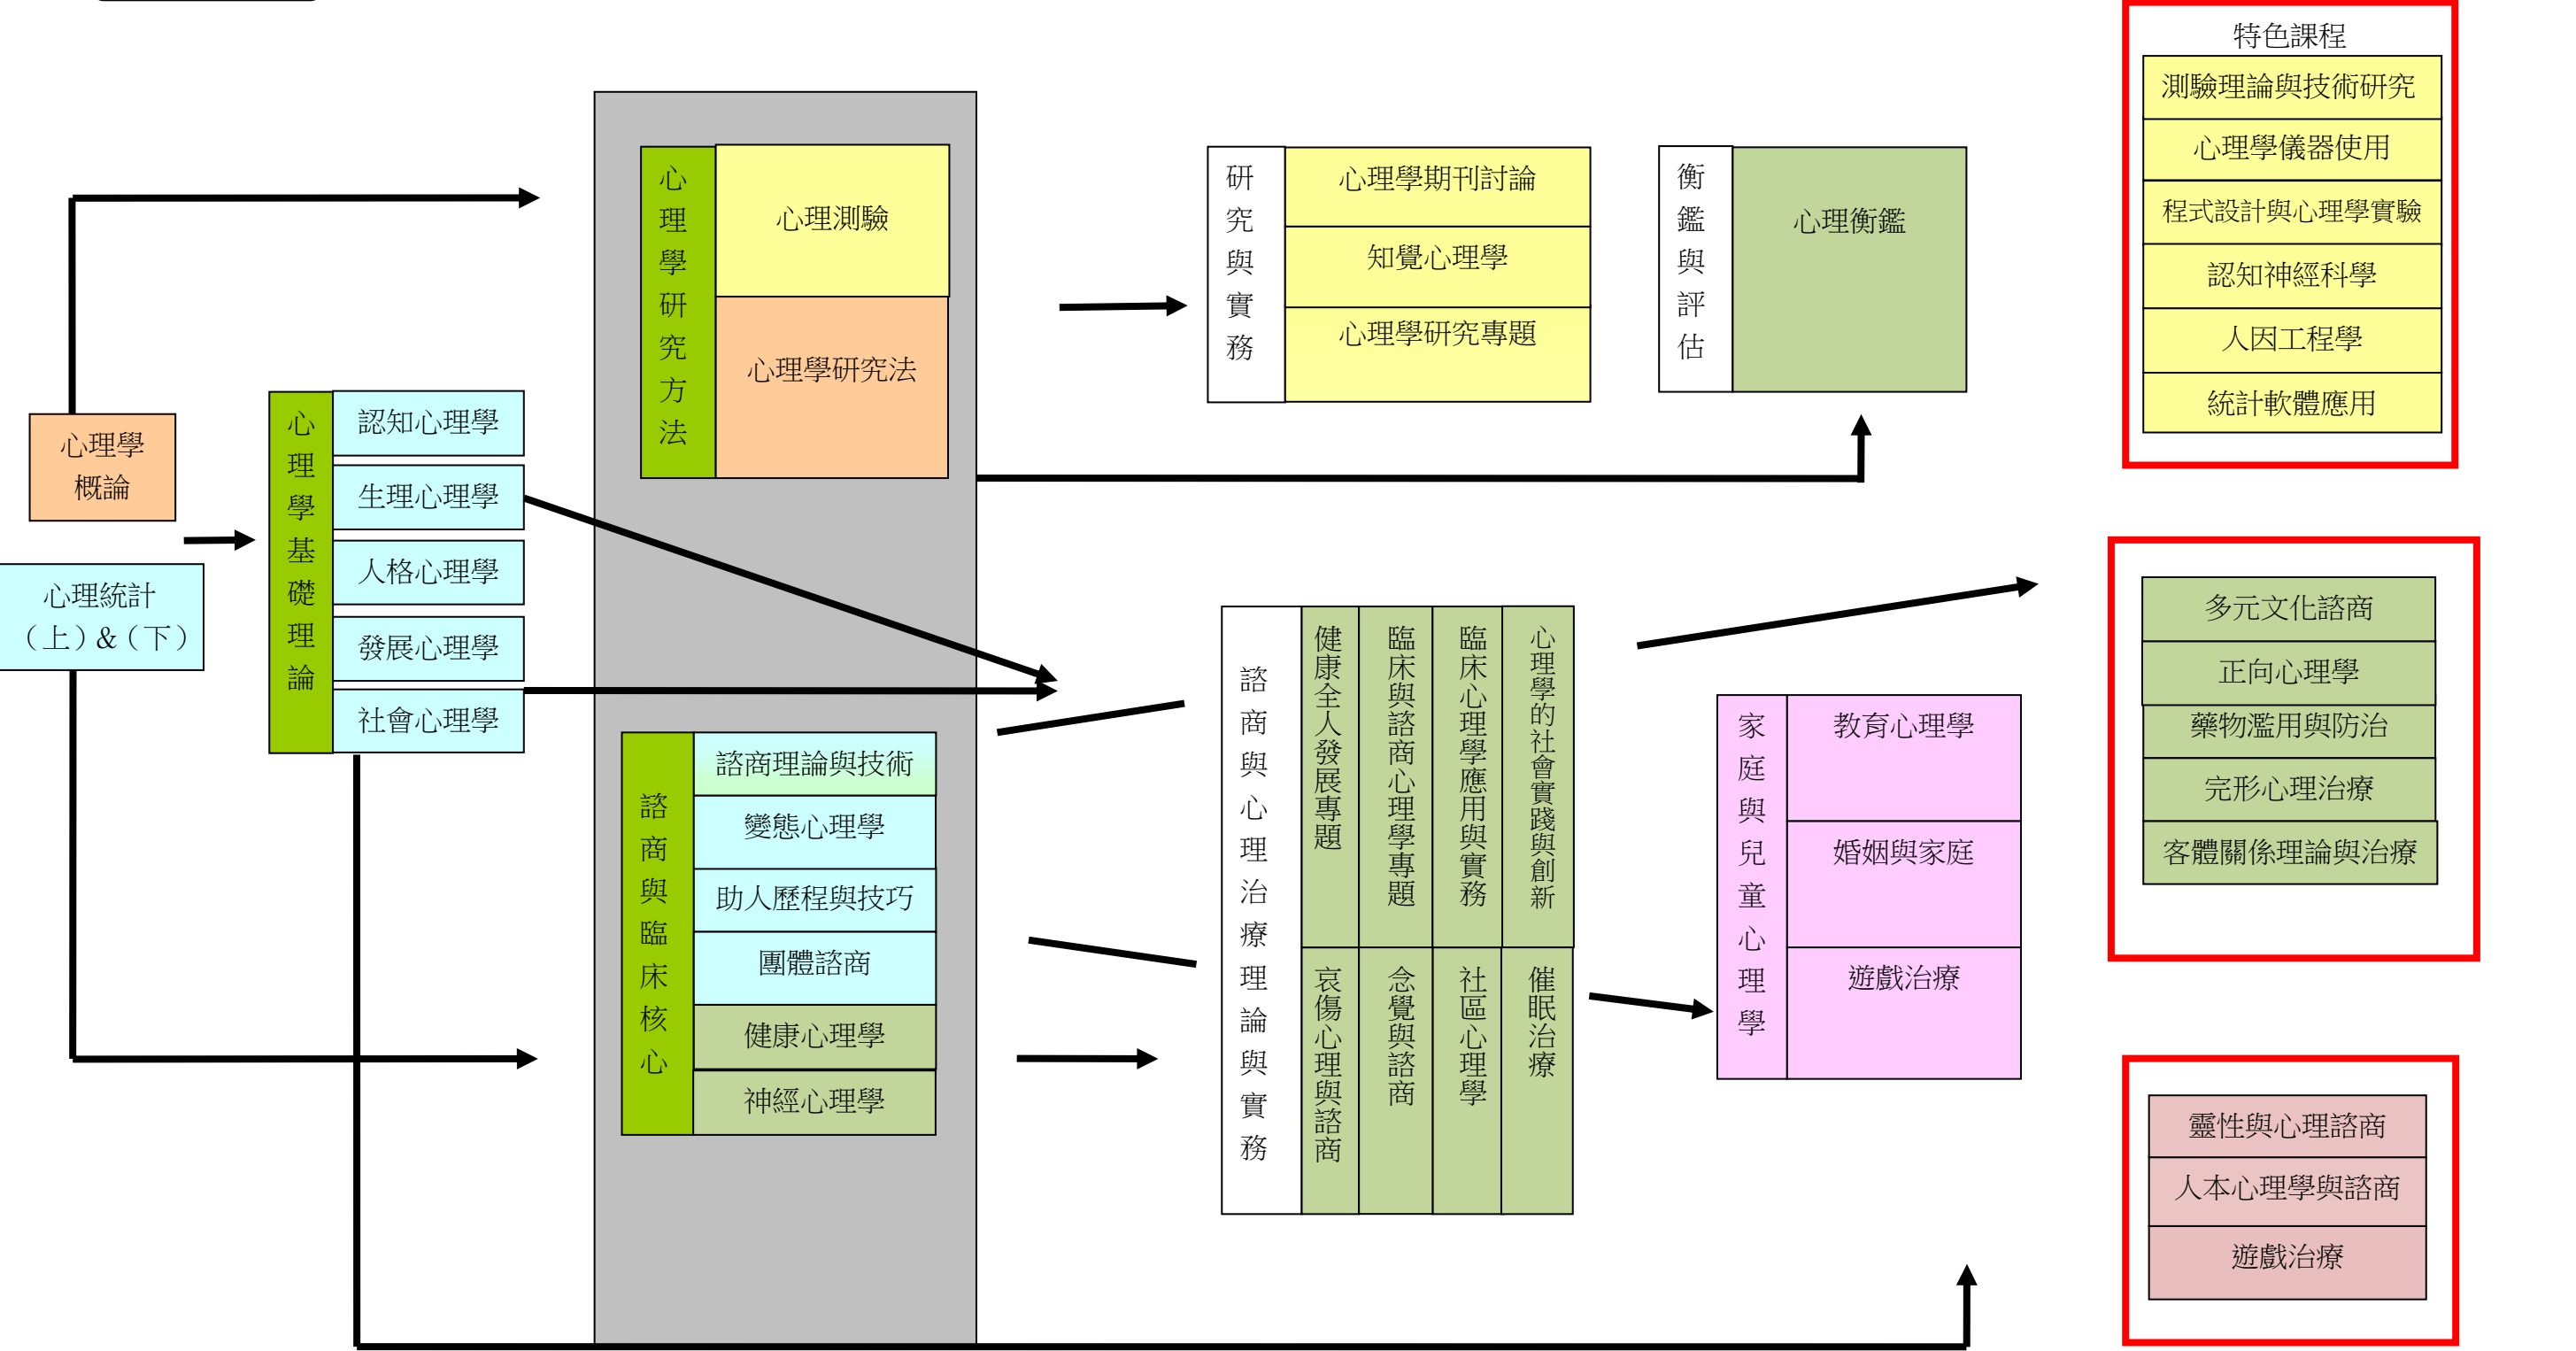 心理學
概論
心理統計
（上）&（下）
心理學基礎理論
認知心理學
生理心理學
人格心理學
發展心理學
社會心理學
心理學研究方法
心理測驗
心理學研究法
諮商與臨床核心
諮商理論與技術
變態心理學
助人歷程與技巧
團體諮商
健康心理學
神經心理學
研究與實務
心理學期刊討論
知覺心理學
心理學研究專題
衡鑑與評估
心理衡鑑
諮商與心理治療理論與實務
健康全人發展專題
臨床與諮商心理學專題
臨床心理學應用與實務
心理學的社會實踐與創新
哀傷心理與諮商
念覺與諮商
社區心理學
催眠治療
家庭與兒童心理學
教育心理學
婚姻與家庭
遊戲治療
特色課程
測驗理論與技術研究
心理學儀器使用
程式設計與心理學實驗
認知神經科學
人因工程學
統計軟體應用
多元文化諮商
正向心理學
藥物濫用與防治
完形心理治療
客體關係理論與治療
靈性與心理諮商
人本心理學與諮商
遊戲治療